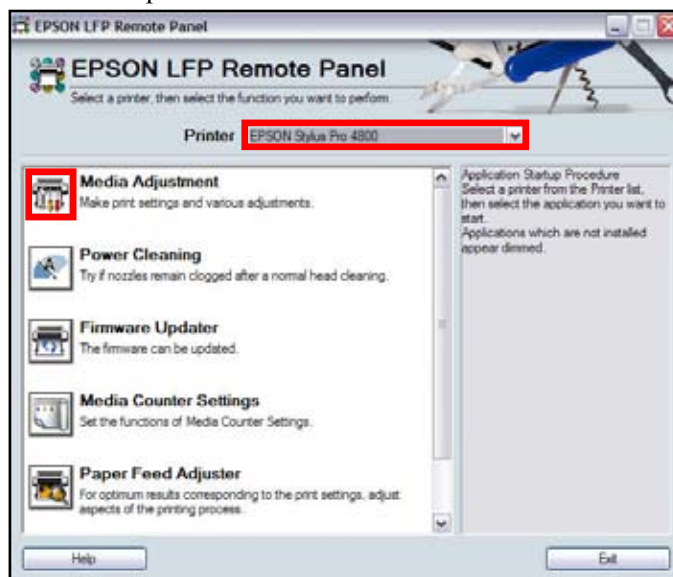 EPSON LFP Remote Panel
EPSON LFP Remote Panel
Select a printer, then select the function you want to perform.
Printer EPSON Stylus Pro 4800
Media Adjustment
Make print settings and various adjustments.
Power Cleaning
Try if nozzles remain clogged after a normal head cleaning.
Firmware Updater
The firmware can be updated.
Media Counter Settings
Set the functions of Media Counter Settings.
Paper Feed Adjuster
For optimum results corresponding to the print settings, adjust
aspects of the printing process.
Application Startup Procedure
Select a printer from the Printer list,
then select the application you want to
start.
Applications which are not installed
appear dimmed.
Help
Exit